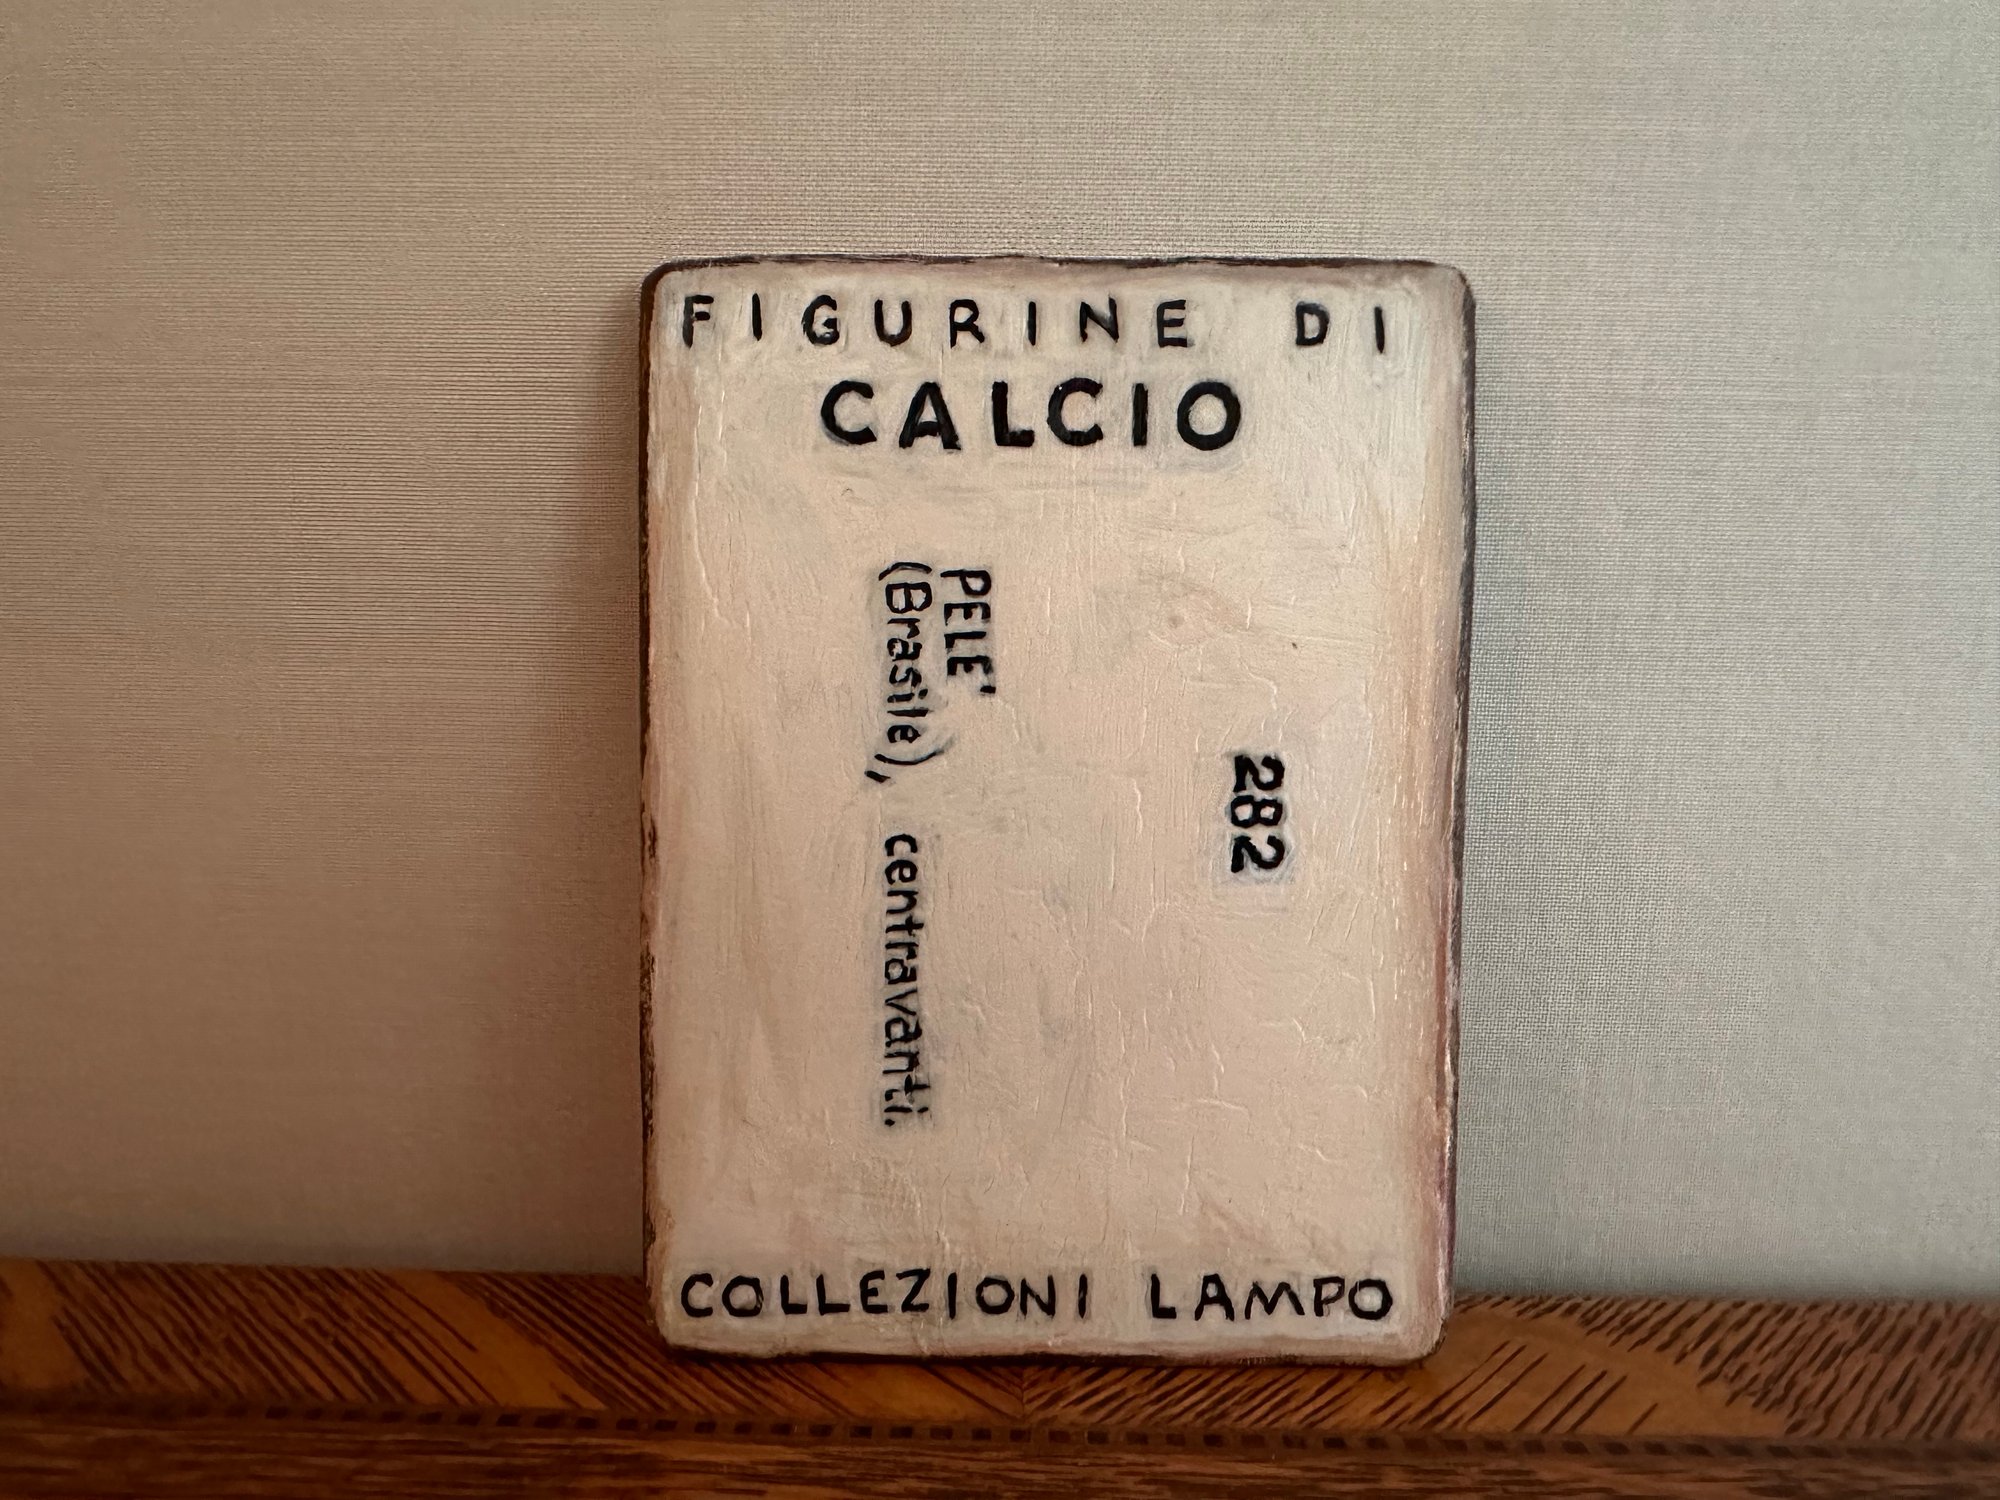 FIGURINE DI
CALCIO
282
PELE'
(Brasile), centravanti.
COLLEZIONI LAMPO